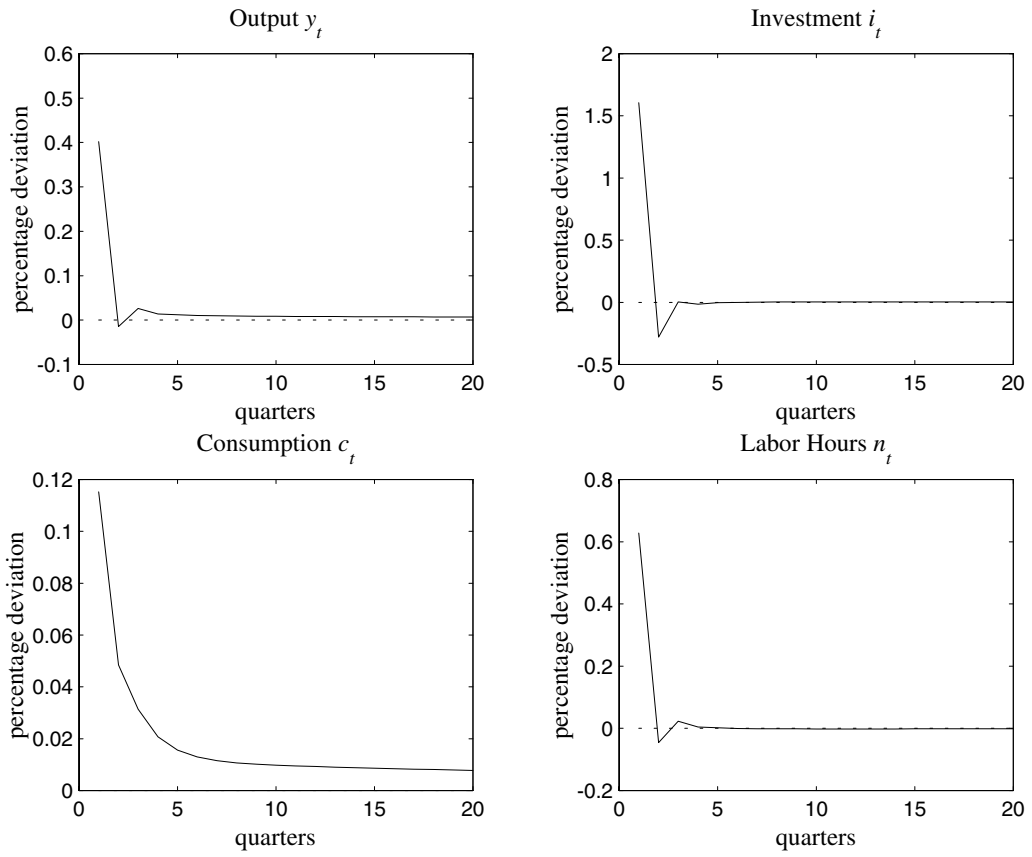 Output y_t
percentage deviation
0.6
0.5
0.4
0.3
0.2
0.1
0
-0.1
0 5 10 15 20
quarters
Investment i_t
percentage deviation
2
1.5
1
0.5
0
-0.5
0 5 10 15 20
quarters
Consumption c_t
percentage deviation
0.12
0.1
0.08
0.06
0.04
0.02
0
0 5 10 15 20
quarters
Labor Hours n_t
percentage deviation
0.8
0.6
0.4
0.2
0
-0.2
0 5 10 15 20
quarters